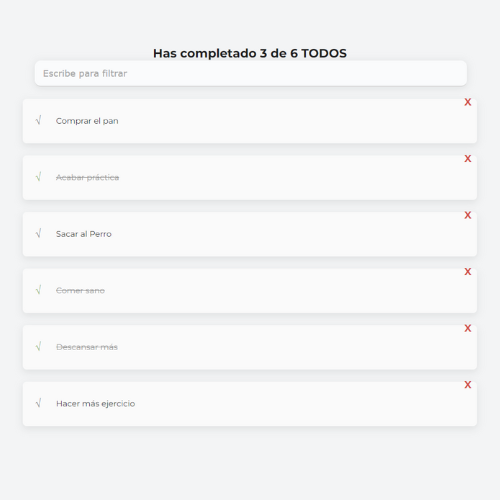 Has completado 3 de 6 TODOS
Escribe para filtrar
X
√ Comprar el pan
X
√ Acabar práctica
X
√ Sacar al Perro
X
√ Comer sano
X
√ Descansar más
X
√ Hacer más ejercicio